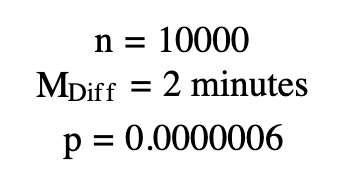 n = 10000
MDiff = 2 minutes
p = 0.0000006